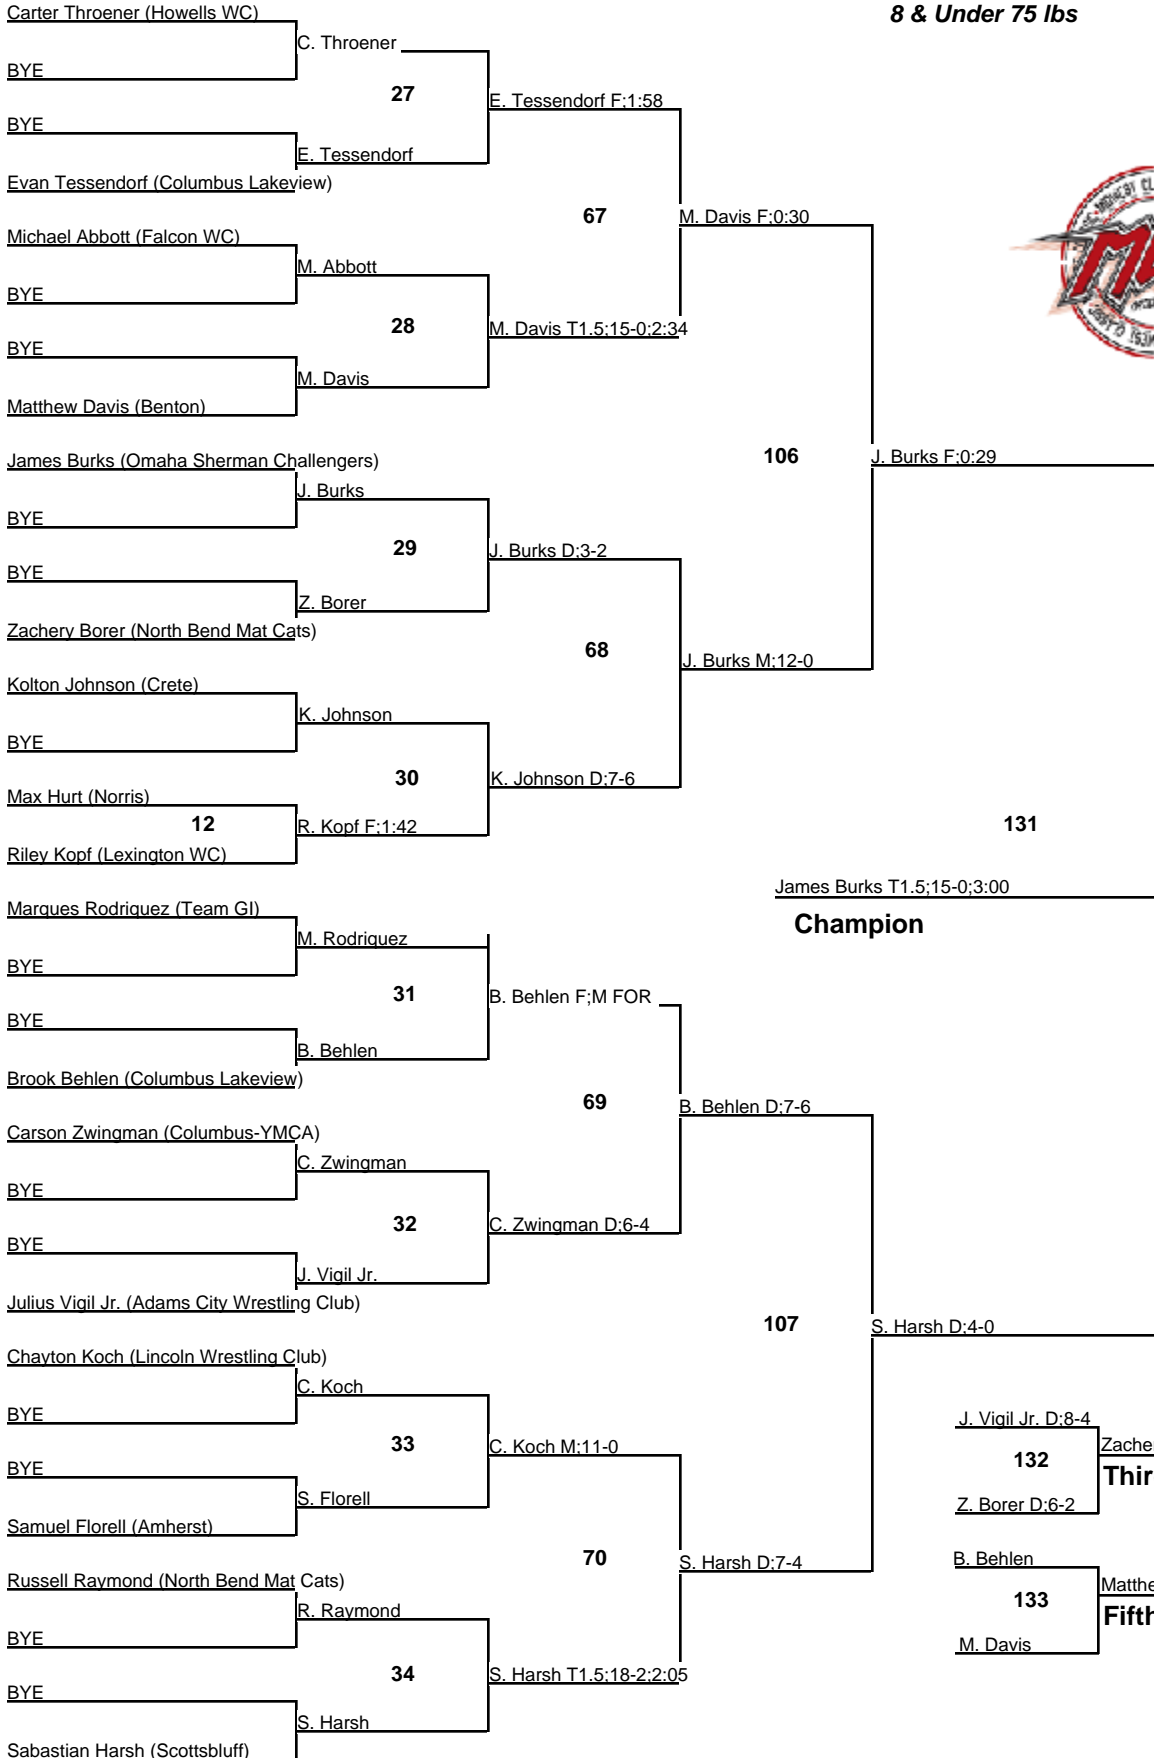 Carter Throener (Howells WC)
8 & Under 75 lbs
C. Throener
BYE
27
E. Tessendorf F;1:58
BYE
E. Tessendorf
Evan Tessendorf (Columbus Lakeview)
67
M. Davis F;0:30
Michael Abbott (Falcon WC)
M. Abbott
BYE
28
M. Davis T1.5;15-0;2:34
BYE
M. Davis
Matthew Davis (Benton)
106
J. Burks F;0:29
James Burks (Omaha Sherman Challengers)
J. Burks
BYE
29
J. Burks D;3-2
BYE
Z. Borer
Zachery Borer (North Bend Mat Cats)
68
J. Burks M;12-0
Kolton Johnson (Crete)
K. Johnson
BYE
30
K. Johnson D;7-6
Max Hurt (Norris)
12
R. Kopf F;1:42
131
Riley Kopf (Lexington WC)
James Burks T1.5;15-0;3:00
Champion
Marques Rodriquez (Team GI)
M. Rodriquez
BYE
31
B. Behlen F;M FOR
BYE
B. Behlen
Brook Behlen (Columbus Lakeview)
69
B. Behlen D;7-6
Carson Zwingman (Columbus-YMCA)
C. Zwingman
BYE
32
C. Zwingman D;6-4
BYE
J. Vigil Jr.
Julius Vigil Jr. (Adams City Wrestling Club)
107
S. Harsh D;4-0
Chayton Koch (Lincoln Wrestling Club)
C. Koch
BYE
33
C. Koch M;11-0
BYE
S. Florell
Samuel Florell (Amherst)
J. Vigil Jr. D;8-4
132
Zache
Thir
Z. Borer D;6-2
70
S. Harsh D;7-4
Russell Raymond (North Bend Mat Cats)
R. Raymond
BYE
34
S. Harsh T1.5;18-2;2:05
BYE
S. Harsh
Sabastian Harsh (Scottsbluff)
B. Behlen
133
Matthe
Fifth
M. Davis